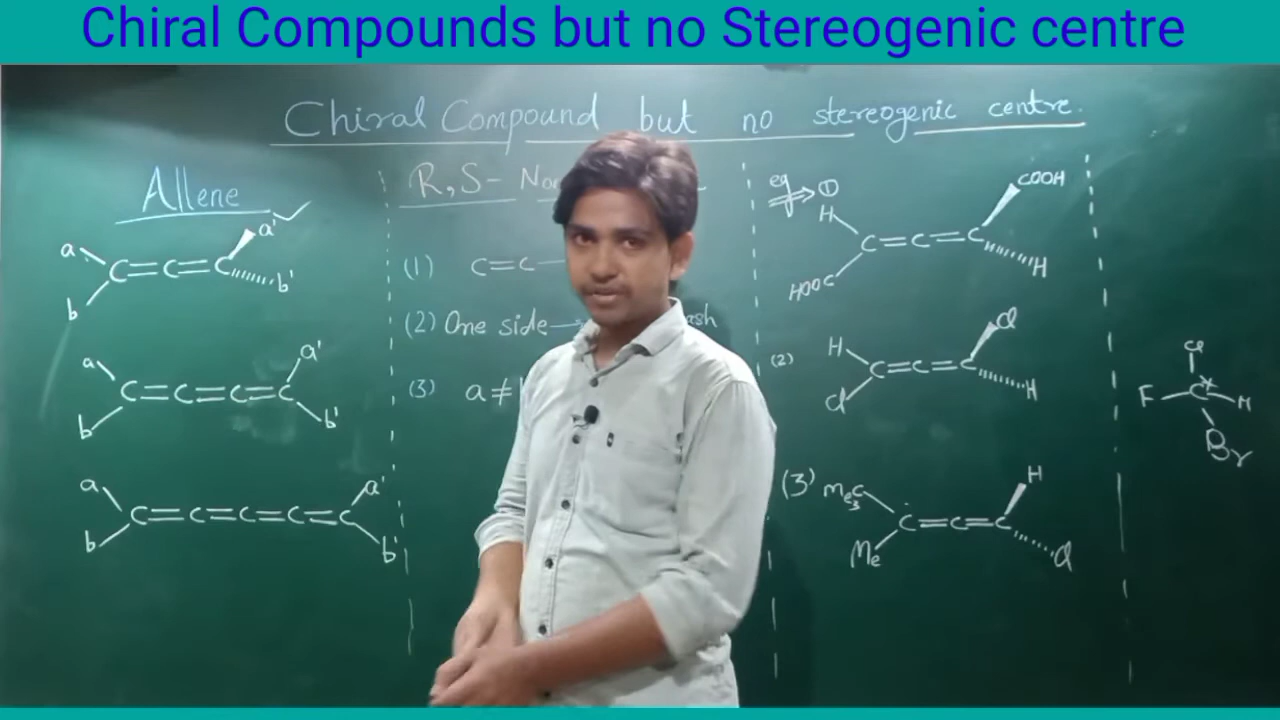 Chiral Compounds but no Stereogenic centre
Chiral Compound but no stereogenic centre.
Allene
a
b
C=C=C
a'
b'
a
b
C=C=C=C
a'
b'
a
b
C=C=C=C=C
a'
b'
R,S-
(1) C=C
(2) One side→
(3) a≠
eg ⇒ ①
H
HOOC
C=C=C
COOH
H
(2) H
Cl
C=C=C
Cl
H
(3) Me3C
Me
C=C=C
H
Cl
Cl
F
C*
H
Br